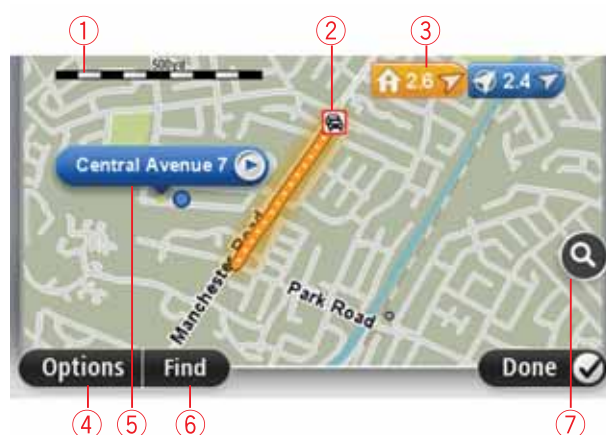 1 2 3
500yd
2.6 2.4
Central Avenue 7
Manchester Road
Park Road
Options Find Done
4 5 6 7